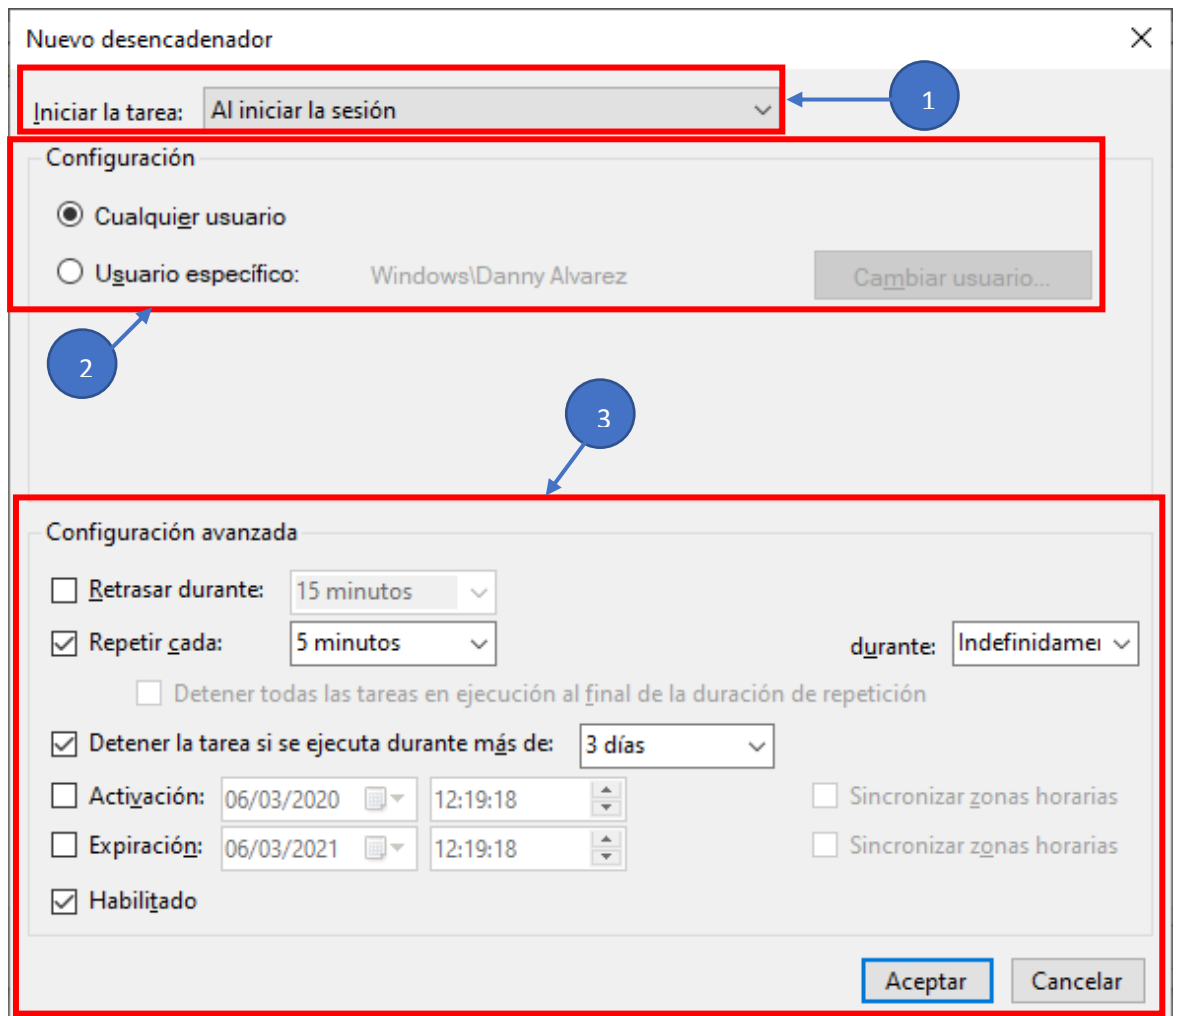 Nuevo desencadenador
Iniciar la tarea: Al iniciar la sesión
1
Configuración
Cualquier usuario
Usuario específico: Windows\Danny Alvarez Cambiar usuario...
2
3
Configuración avanzada
Retrasar durante: 15 minutos
Repetir cada: 5 minutos durante: Indefinidamer
Detener todas las tareas en ejecución al final de la duración de repetición
Detener la tarea si se ejecuta durante más de: 3 días
Activación: 06/03/2020 12:19:18 Sincronizar zonas horarias
Expiración: 06/03/2021 12:19:18 Sincronizar zonas horarias
Habilitado
Aceptar Cancelar